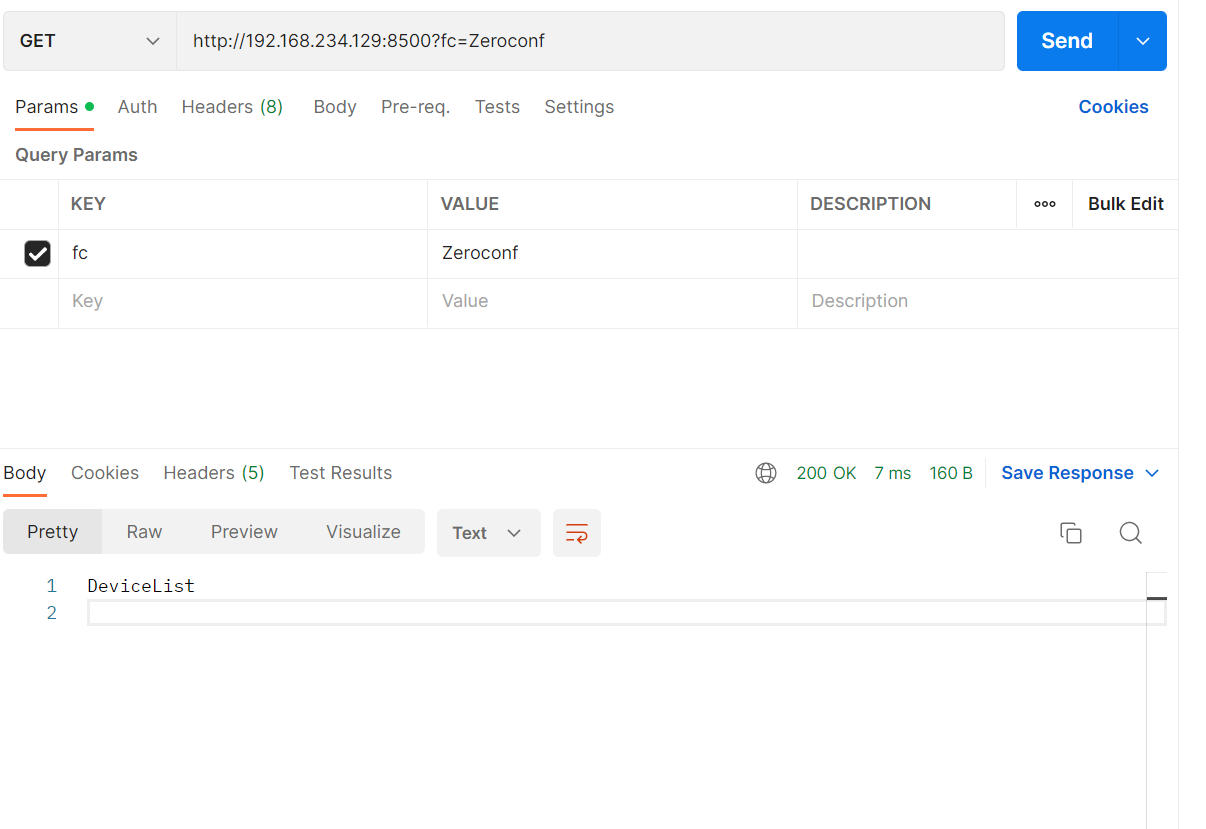 GET http://192.168.234.129:8500?fc=Zeroconf Send
Params Auth Headers (8) Body Pre-req. Tests Settings Cookies
Query Params
KEY VALUE DESCRIPTION Bulk Edit
fc Zeroconf
Key Value Description
Body Cookies Headers (5) Test Results 200 OK 7 ms 160 B Save Response
Pretty Raw Preview Visualize Text
1 DeviceList
2